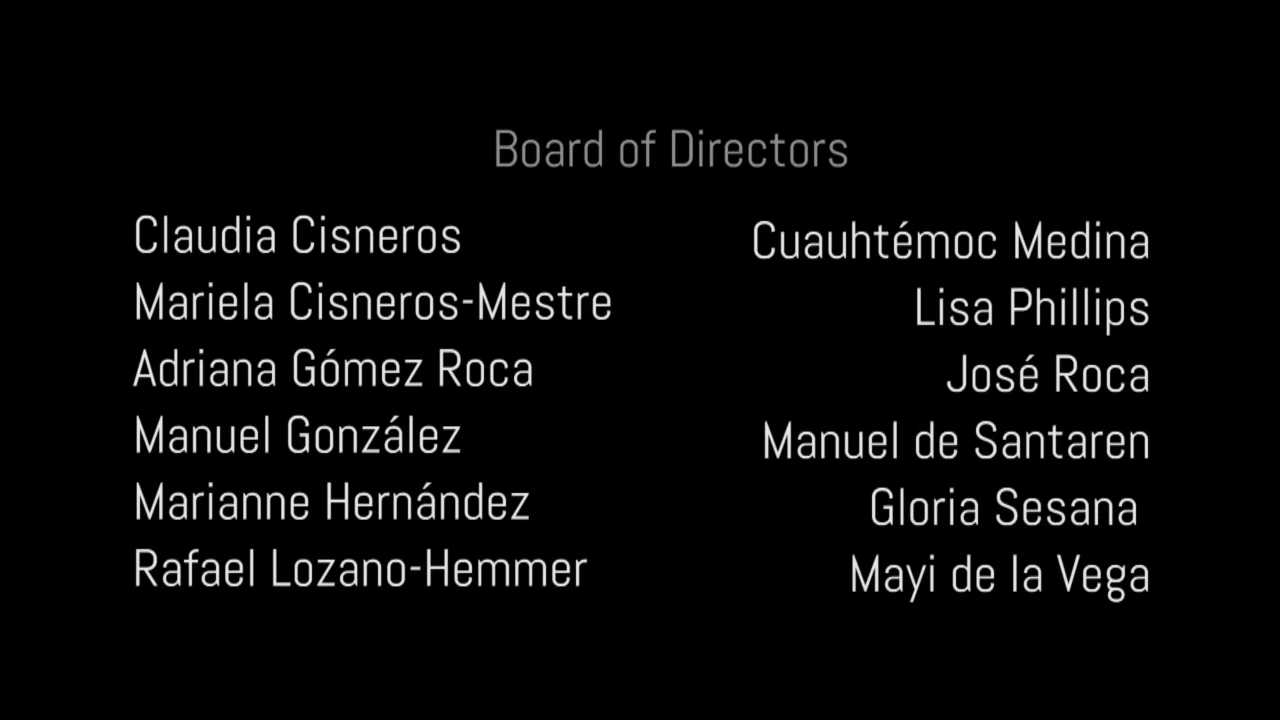 Board of Directors
Claudia Cisneros
Mariela Cisneros-Mestre
Adriana Gómez Roca
Manuel González
Marianne Hernández
Rafael Lozano-Hemmer
Cuauhtémoc Medina
Lisa Phillips
José Roca
Manuel de Santaren
Gloria Sesana
Mayi de la Vega